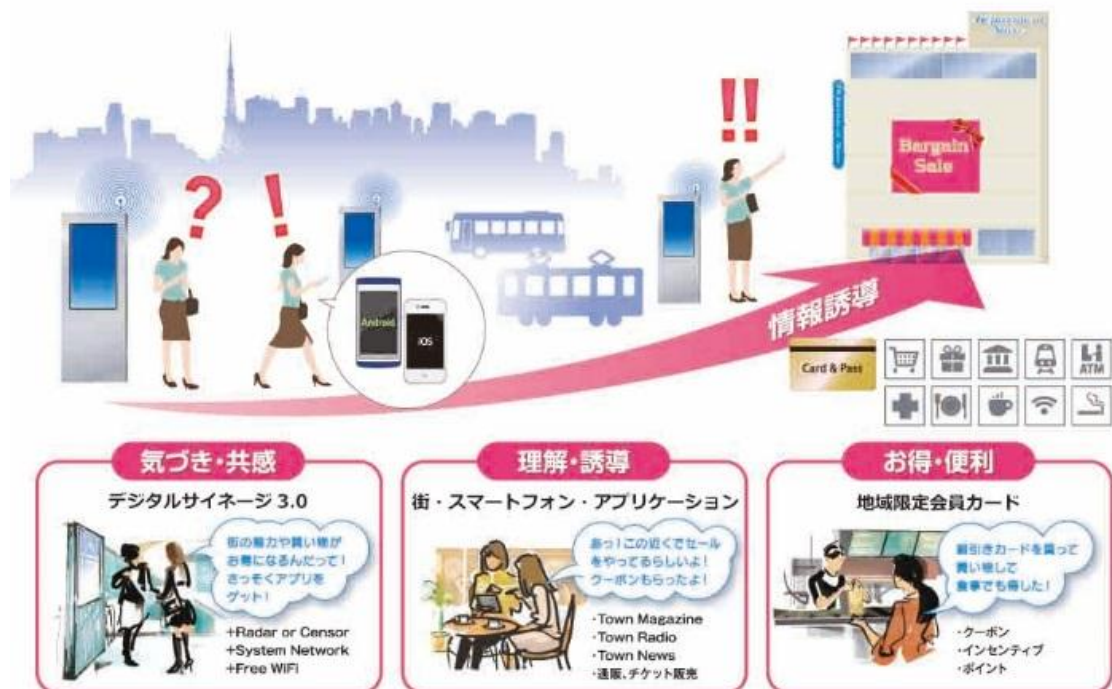 ?
!
!!
Bargain
Sale
Android
iOS
情報誘導
Card & Pass
ATM
気づき・共感
デジタルサイネージ 3.0
街の魅力や買い物が
お得になるんだって!
さっそくアプリを
ゲット!
+Radar or Censor
+System Network
+Free WiFi
理解・誘導
街・スマートフォン・アプリケーション
あっ!この近くでセール
をやってるらしいよ!
クーポンもらったよ!
・Town Magazine
・Town Radio
・Town News
・通販、チケット販売
お得・便利
地域限定会員カード
割引きカードを貰って
買い物して
食事でも得した!
・クーポン
・インセンティブ
・ポイント